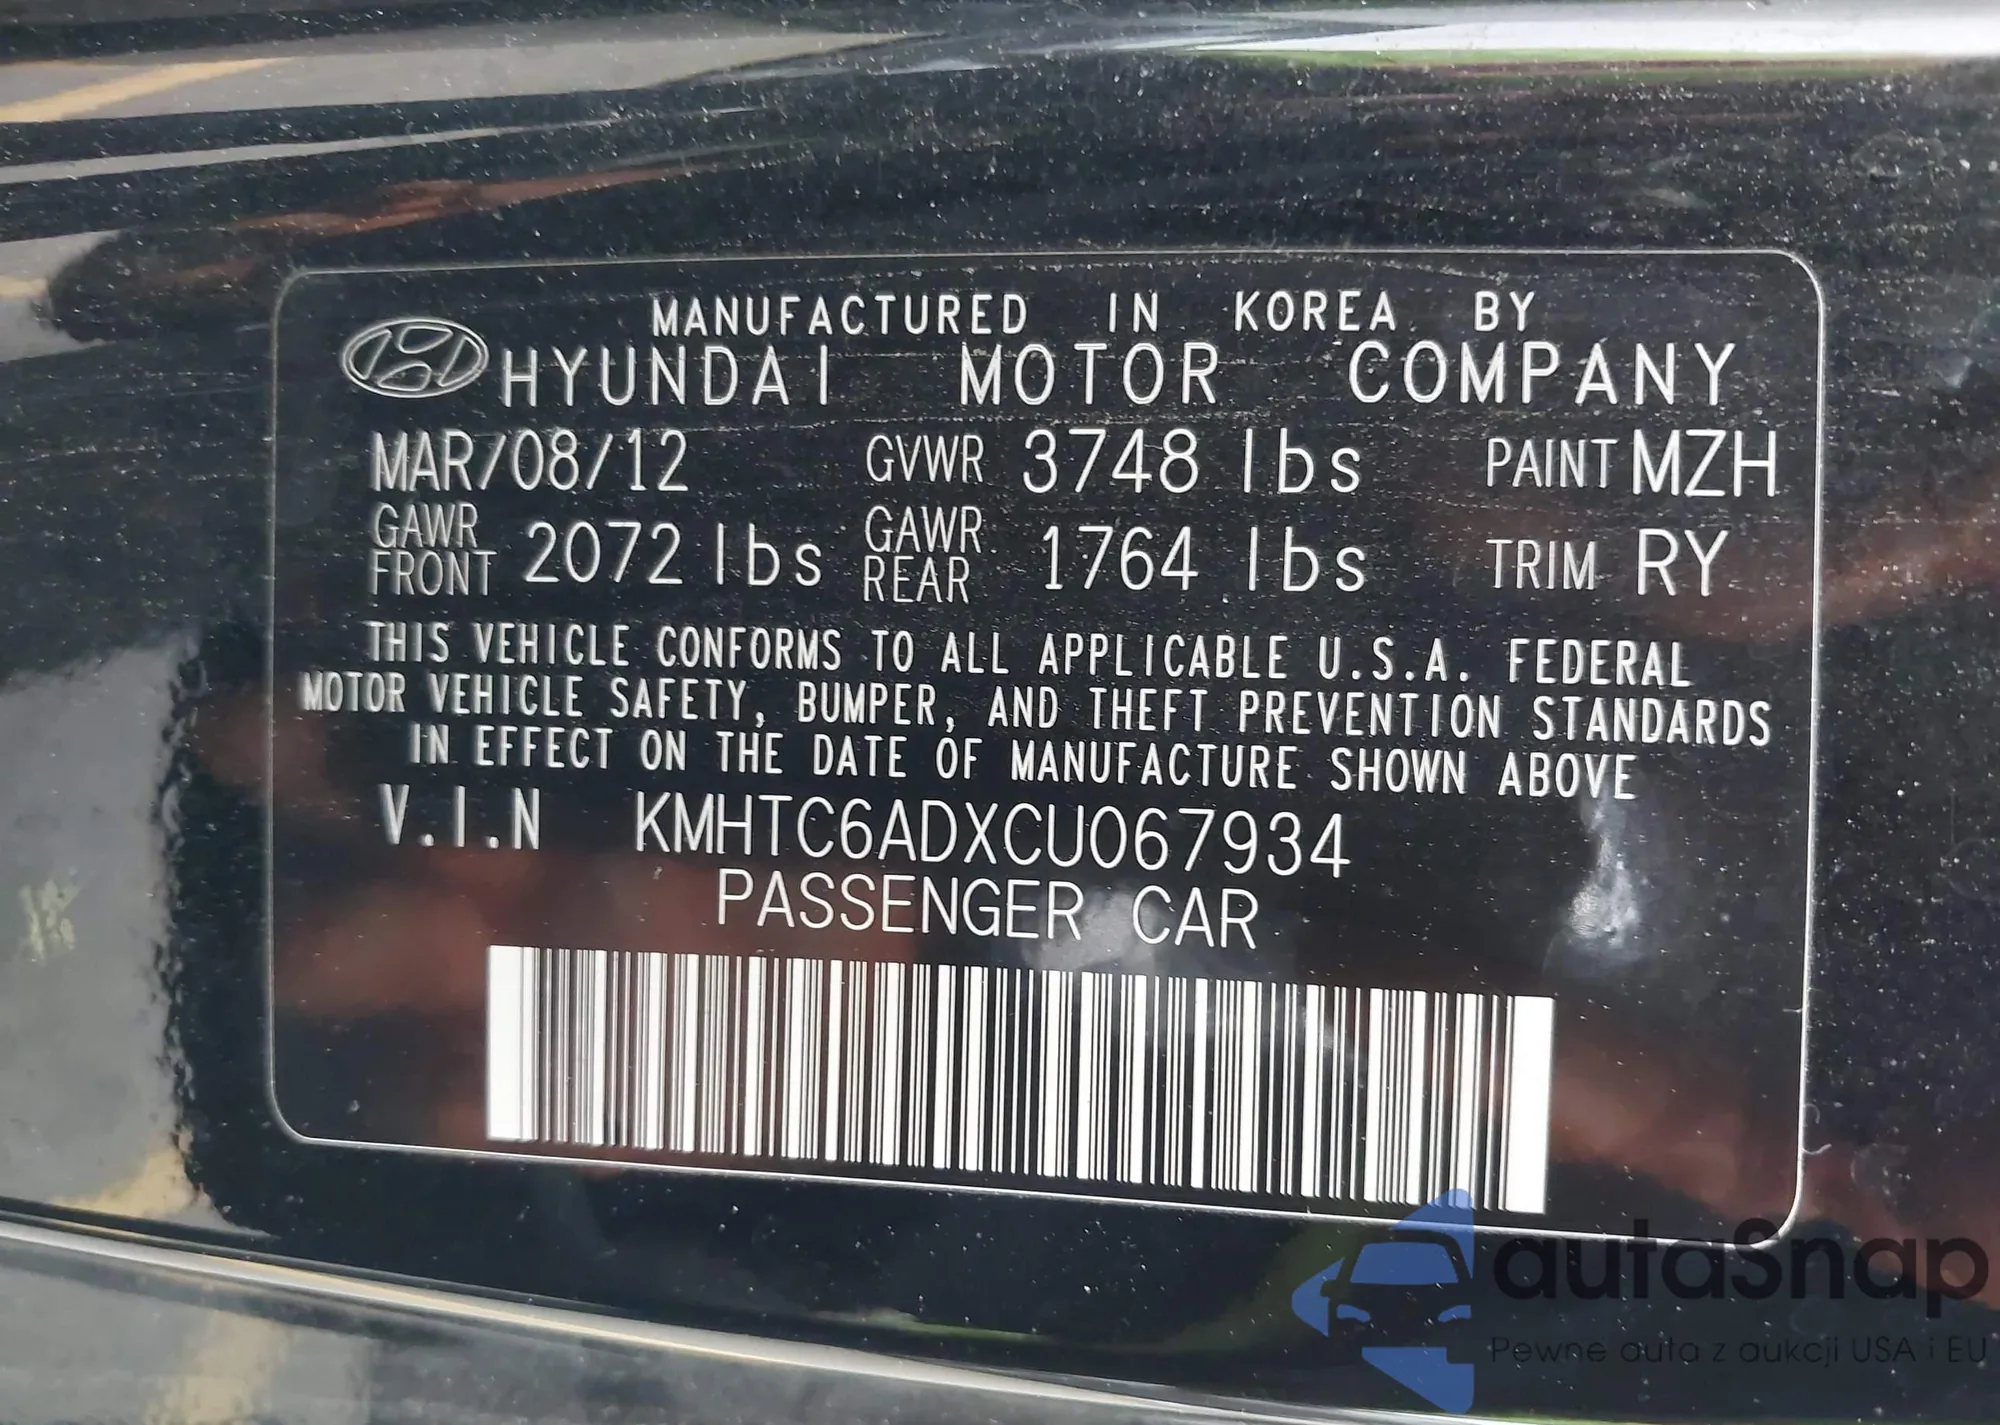 MANUFACTURED IN KOREA BY
HYUNDAI MOTOR COMPANY
MAR/08/12 GVWR 3748 lbs PAINT MZH
GAWR FRONT 2072 lbs GAWR REAR 1764 lbs TRIM RY
THIS VEHICLE CONFORMS TO ALL APPLICABLE U.S.A. FEDERAL
MOTOR VEHICLE SAFETY, BUMPER, AND THEFT PREVENTION STANDARDS
IN EFFECT ON THE DATE OF MANUFACTURE SHOWN ABOVE
V.I.N KMHTC6ADXCU067934
PASSENGER CAR
autaSnap
Pewne auta z aukcji USA i EU